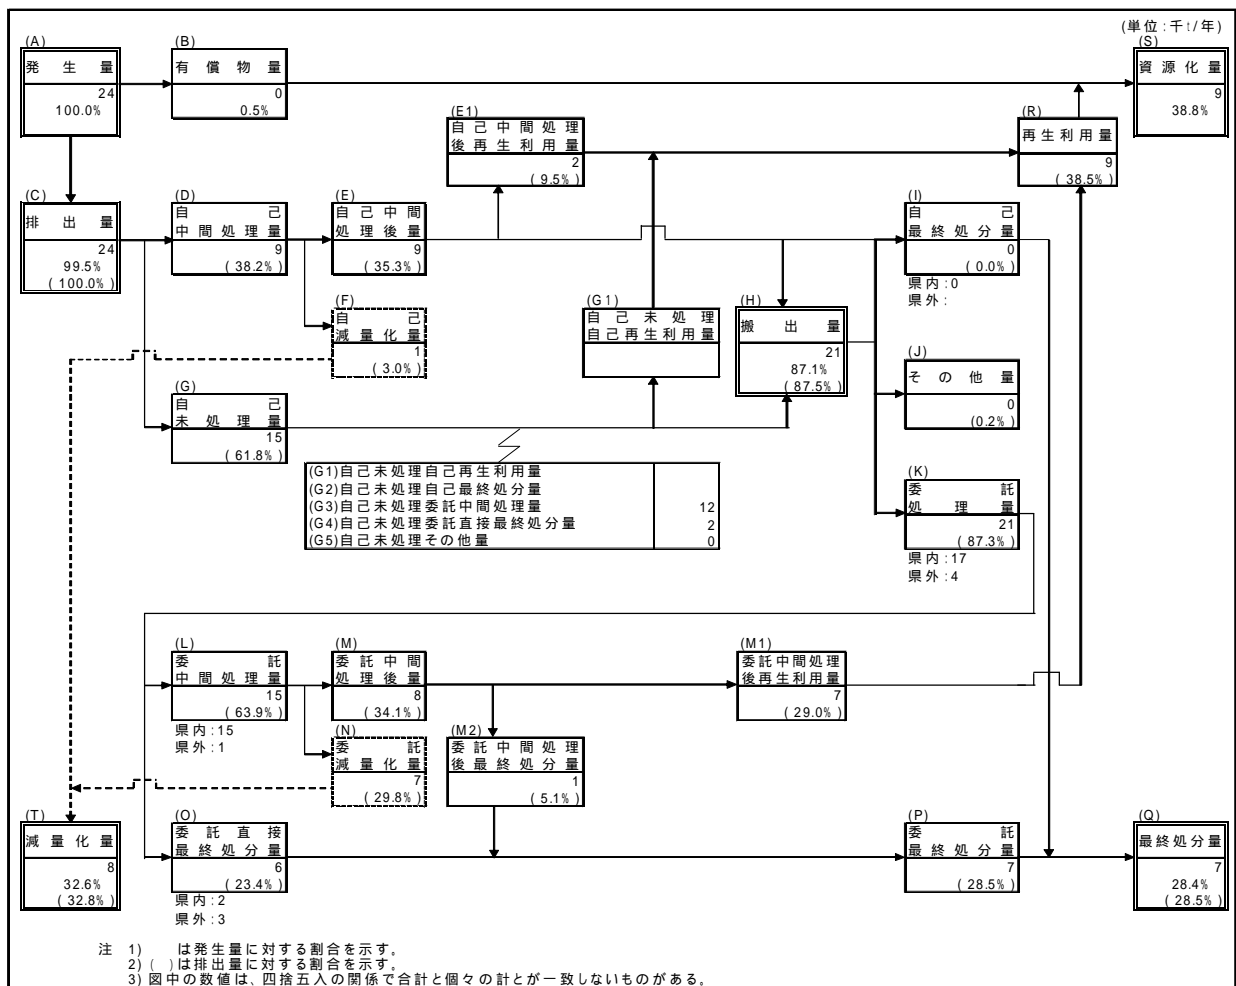 (単位:千t/年)
(A)
発生量
24
100.0%
(B)
有償物量
0
0.5%
(S)
資源化量
9
38.8%
(E1)
自己中間処理
後再生利用量
2
(9.5%)
(R)
再生利用量
9
(38.5%)
(C)
排出量
24
99.5%
(100.0%)
(D)
自己
中間処理量
9
(38.2%)
(E)
自己中間
処理後量
9
(35.3%)
(I)
自己
最終処分量
0
(0.0%)
県内:0
県外:
(F)
自己
減量化量
1
(3.0%)
(G1)
自己未処理
自己再生利用量
(H)
搬出量
21
87.1%
(87.5%)
(J)
その他量
0
(0.2%)
(G)
自己
未処理量
15
(61.8%)
(G1)自己未処理自己再生利用量
(G2)自己未処理自己最終処分量
(G3)自己未処理委託中間処理量 12
(G4)自己未処理委託直接最終処分量 2
(G5)自己未処理その他量 0
(K)
委託
処理量
21
(87.3%)
県内:17
県外:4
(L)
委託
中間処理量
15
(63.9%)
県内:15
県外:1
(M)
委託中間
処理後量
8
(34.1%)
(M1)
委託中間処理
後再生利用量
7
(29.0%)
(N)
委託
減量化量
7
(29.8%)
(M2)
委託中間処理
後最終処分量
1
(5.1%)
(T)
減量化量
8
32.6%
(32.8%)
(O)
委託直接
最終処分量
6
(23.4%)
県内:2
県外:3
(P)
委託
最終処分量
7
(28.5%)
(Q)
最終処分量
7
28.4%
(28.5%)
注 1) は発生量に対する割合を示す。
2)( )は排出量に対する割合を示す。
3)図中の数値は、四捨五入の関係で合計と個々の計とが一致しないものがある。